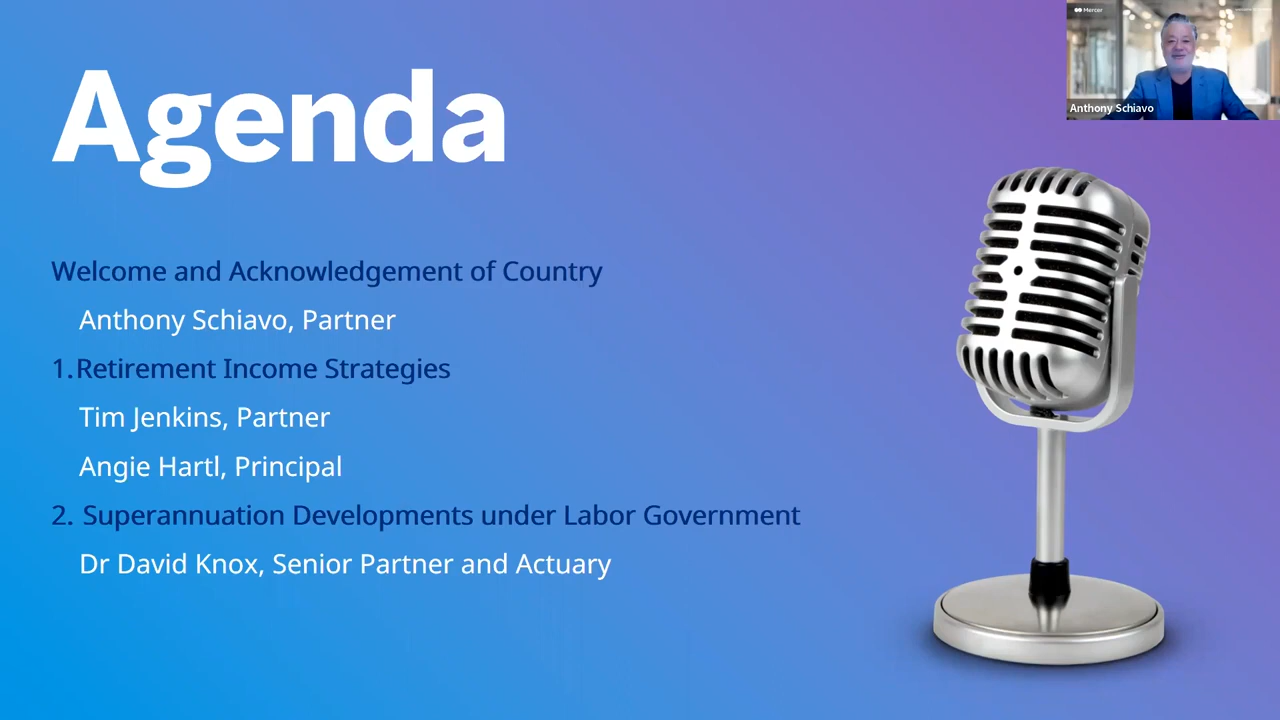 Agenda
Mercer
Anthony Schiavo
Welcome and Acknowledgement of Country
Anthony Schiavo, Partner
1.Retirement Income Strategies
Tim Jenkins, Partner
Angie Hartl, Principal
2. Superannuation Developments under Labor Government
Dr David Knox, Senior Partner and Actuary